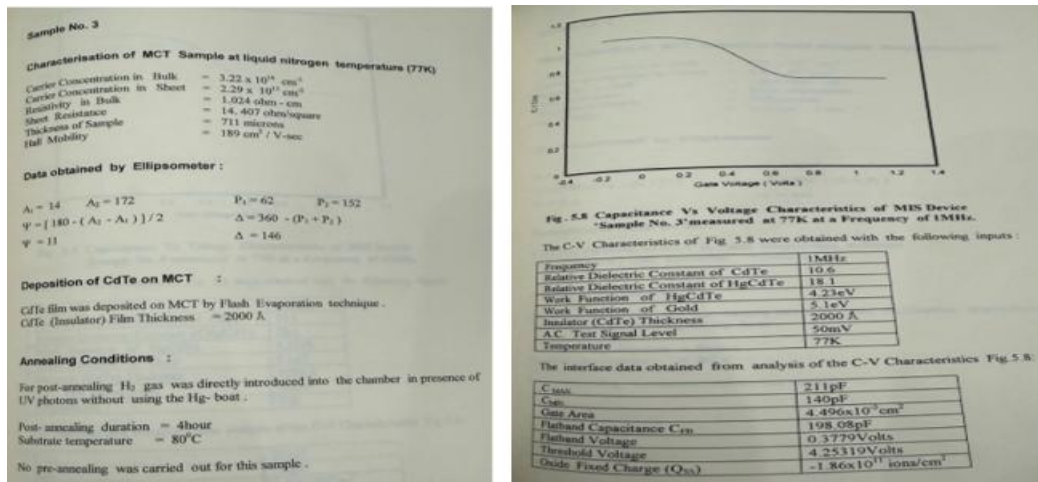 Sample No. 3
Characterisation of MCT Sample at liquid nitrogen temperature (77K)
Carrier Concentration in Bulk = 3.22 x 10¹⁶ cm⁻³
Carrier Concentration in Sheet = 2.29 x 10¹⁵ cm⁻²
Resistivity in Bulk = 1.024 ohm - cm
Sheet Resistance = 14. 407 ohm/square
Thickness of Sample = 711 microns
Hall Mobility = 189 cm² / V-sec
Data obtained by Ellipsometer :
A₁ = 14 A₂ = 172 P₁ = 62 P₂ = 152
Ψ = [ 180 - ( A₂ - A₁ ) ] / 2 Δ = 360 - (P₁ + P₂ )
Ψ = 11 Δ = 146
Deposition of CdTe on MCT :
CdTe film was deposited on MCT by Flash Evaporation technique .
CdTe (Insulator) Film Thickness = 2000 Å
Annealing Conditions :
For post-annealing H₂ gas was directly introduced into the chamber in presence of
UV photons without using the Hg- boat .
Post- annealing duration = 4hour
Substrate temperature = 80⁰C
No pre-annealing was carried out for this sample .
1.2
1
0.8
0.6
0.4
0.2
0
-0.4 -0.2 0 0.2 0.4 0.6 0.8 1 1.2 1.4
Gate Voltage ( Volts )
Fig . 5.8 Capacitance Vs Voltage Characteristics of MIS Device
'Sample No. 3' measured at 77K at a Frequency of 1MHz.
The C-V Characteristics of Fig 5.8 were obtained with the following inputs :
Frequency 1MHz
Relative Dielectric Constant of CdTe 10.6
Relative Dielectric Constant of HgCdTe 18.1
Work Function of HgCdTe 4.23eV
Work Function of Gold 5.1eV
Insulator (CdTe) Thickness 2000 Å
A.C. Test Signal Level 50mV
Temperature 77K
The interface data obtained from analysis of the C-V Characteristics Fig.5.8:
C_MAX 211pF
C_MIN 140pF
Gate Area 4.496x10⁻³cm²
Flatband Capacitance C_FB 198.08pF
Flatband Voltage 0.3779Volts
Threshold Voltage 4.25319Volts
Oxide Fixed Charge (Q_SS) -1.86x10¹¹ ions/cm²